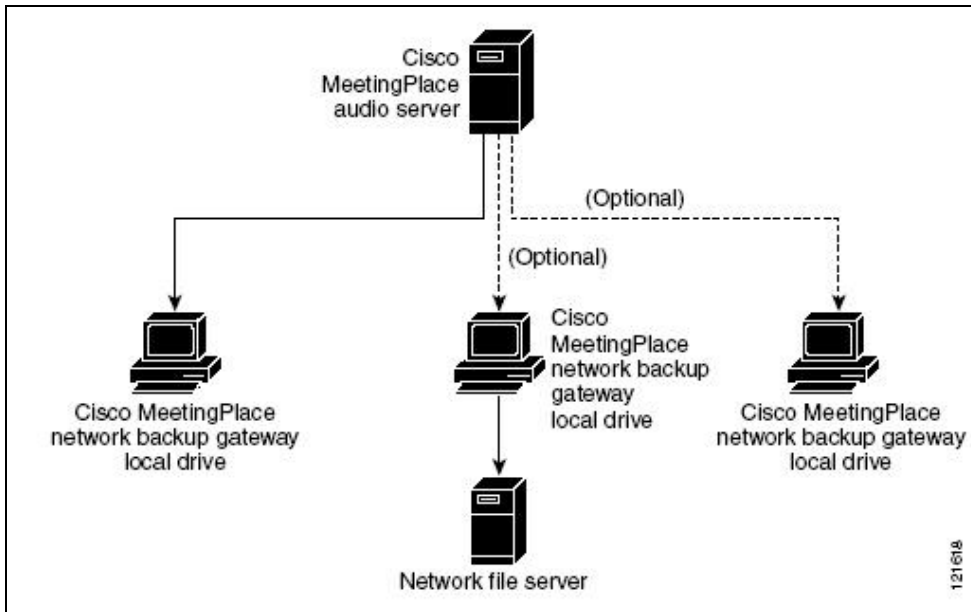 Cisco
MeetingPlace
audio server
(Optional)
(Optional)
Cisco MeetingPlace
network backup gateway
local drive
Cisco
MeetingPlace
network backup
gateway
local drive
Cisco MeetingPlace
network backup gateway
local drive
Network file server
121618